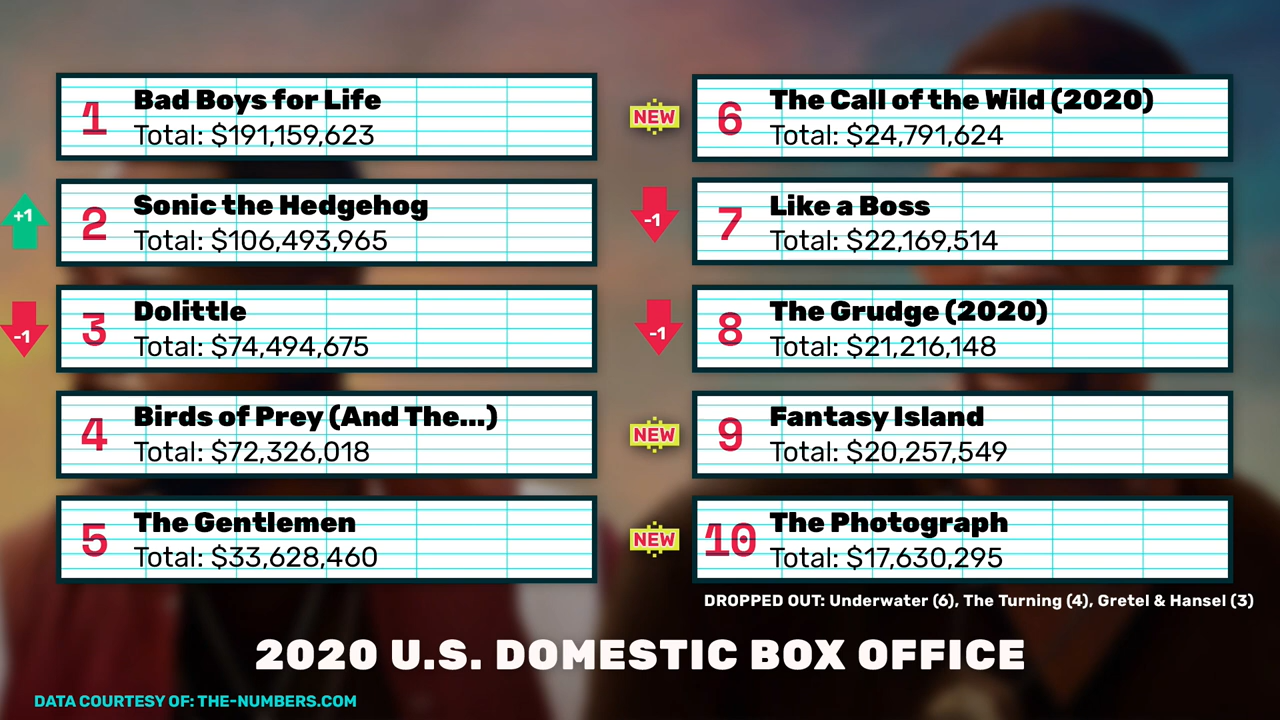 1
Bad Boys for Life
Total: $191,159,623
+1
2
Sonic the Hedgehog
Total: $106,493,965
-1
3
Dolittle
Total: $74,494,675
4
Birds of Prey (And The...)
Total: $72,326,018
5
The Gentlemen
Total: $33,628,460
NEW
6
The Call of the Wild (2020)
Total: $24,791,624
-1
7
Like a Boss
Total: $22,169,514
-1
8
The Grudge (2020)
Total: $21,216,148
NEW
9
Fantasy Island
Total: $20,257,549
NEW
10
The Photograph
Total: $17,630,295
DROPPED OUT: Underwater (6), The Turning (4), Gretel & Hansel (3)
2020 U.S. DOMESTIC BOX OFFICE
DATA COURTESY OF: THE-NUMBERS.COM